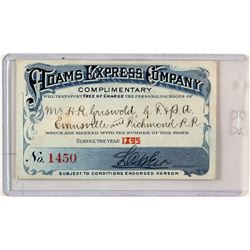 ADAMS EXPRESS COMPANY
COMPLIMENTARY
WILL TRANSPORT FREE OF CHARGE THE PERSONAL PACKAGES OF
Mr H.R. Griswold G.F. & P.A.
Evansville and Richmond R.R.
WHICH ARE MARKED WITH THE NUMBER OF THIS FRANK
DURING THE YEAR 1895
No. 1450
SUBJECT TO CONDITIONS ENDORSED HEREON